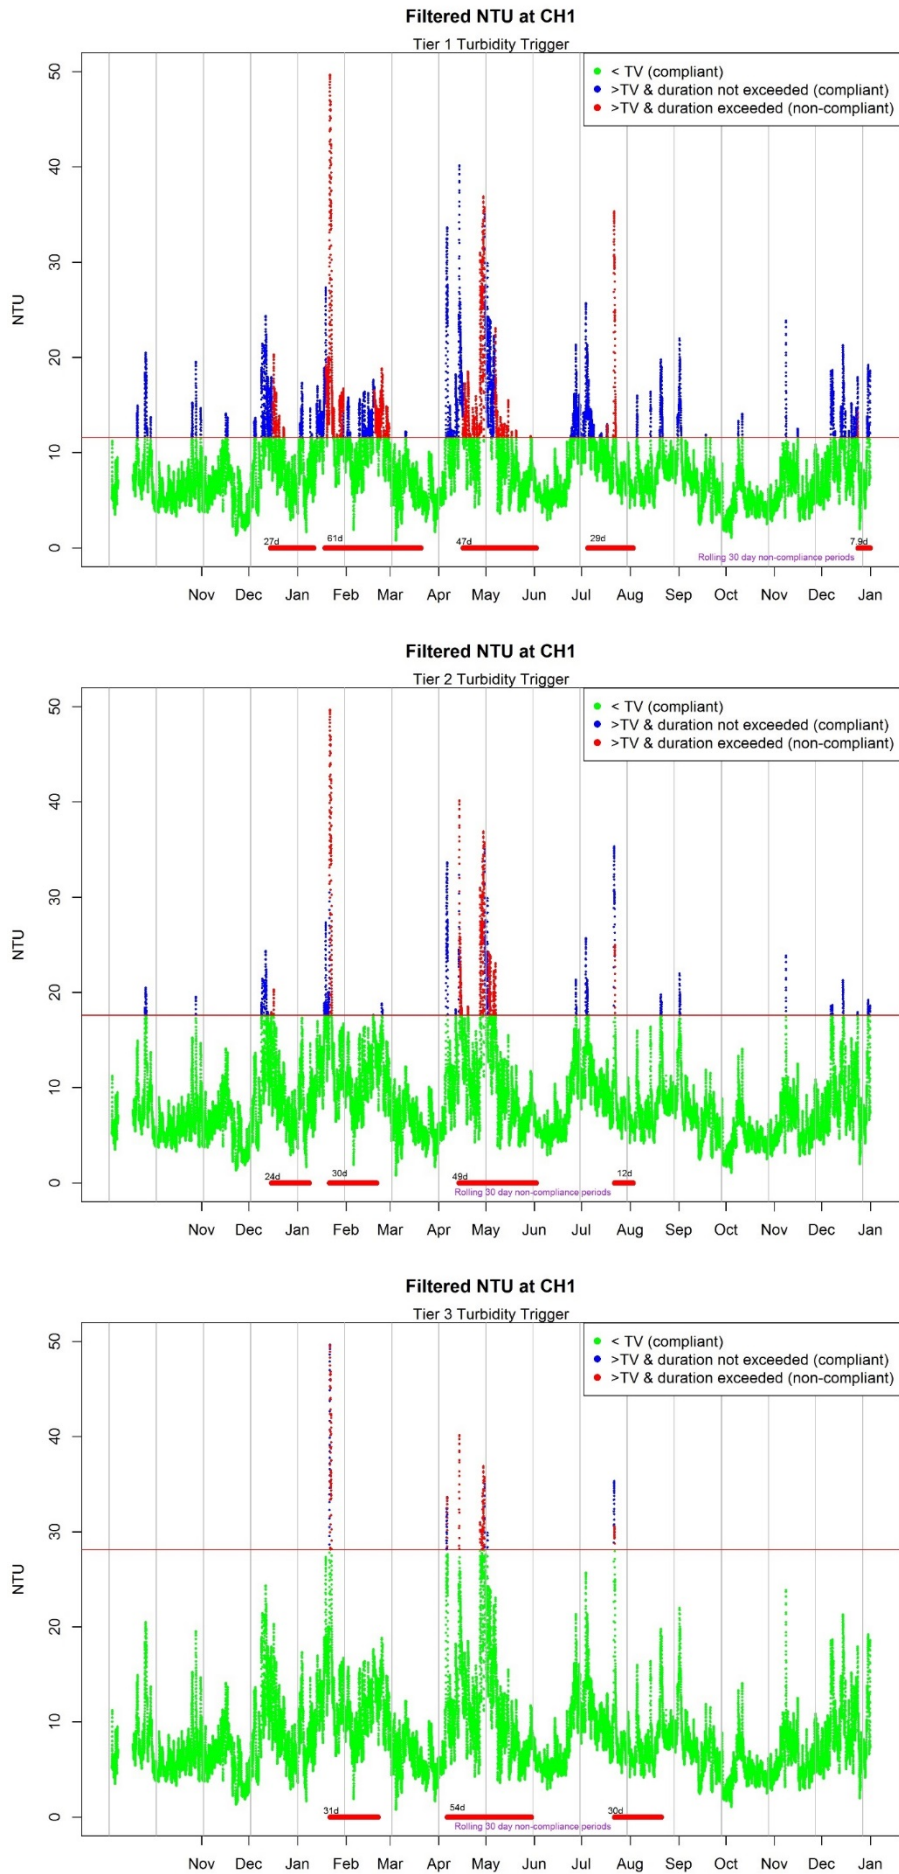 Filtered NTU at CH1
Tier 1 Turbidity Trigger
< TV (compliant)
>TV & duration not exceeded (compliant)
>TV & duration exceeded (non-compliant)
NTU
50
40
30
20
10
0
27d 61d 47d 29d 7.9d
Rolling 30 day non-compliance periods
Nov Dec Jan Feb Mar Apr May Jun Jul Aug Sep Oct Nov Dec Jan
Filtered NTU at CH1
Tier 2 Turbidity Trigger
< TV (compliant)
>TV & duration not exceeded (compliant)
>TV & duration exceeded (non-compliant)
NTU
50
40
30
20
10
0
24d 30d 49d 12d
Rolling 30 day non-compliance periods
Nov Dec Jan Feb Mar Apr May Jun Jul Aug Sep Oct Nov Dec Jan
Filtered NTU at CH1
Tier 3 Turbidity Trigger
< TV (compliant)
>TV & duration not exceeded (compliant)
>TV & duration exceeded (non-compliant)
NTU
50
40
30
20
10
0
31d 54d 30d
Rolling 30 day non-compliance periods
Nov Dec Jan Feb Mar Apr May Jun Jul Aug Sep Oct Nov Dec Jan